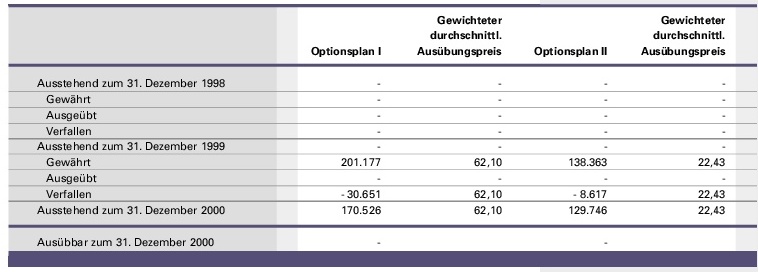 Gewichteter Gewichteter
durchschnittl. durchschnittl.
Optionsplan I Ausübungspreis Optionsplan II Ausübungspreis
Ausstehend zum 31. Dezember 1998 - - - -
Gewährt - - - -
Ausgeübt - - - -
Verfallen - - - -
Ausstehend zum 31. Dezember 1999 - - - -
Gewährt 201.177 62,10 138.363 22,43
Ausgeübt - - - -
Verfallen - 30.651 62,10 - 8.617 22,43
Ausstehend zum 31. Dezember 2000 170.526 62,10 129.746 22,43
Ausübbar zum 31. Dezember 2000 - -